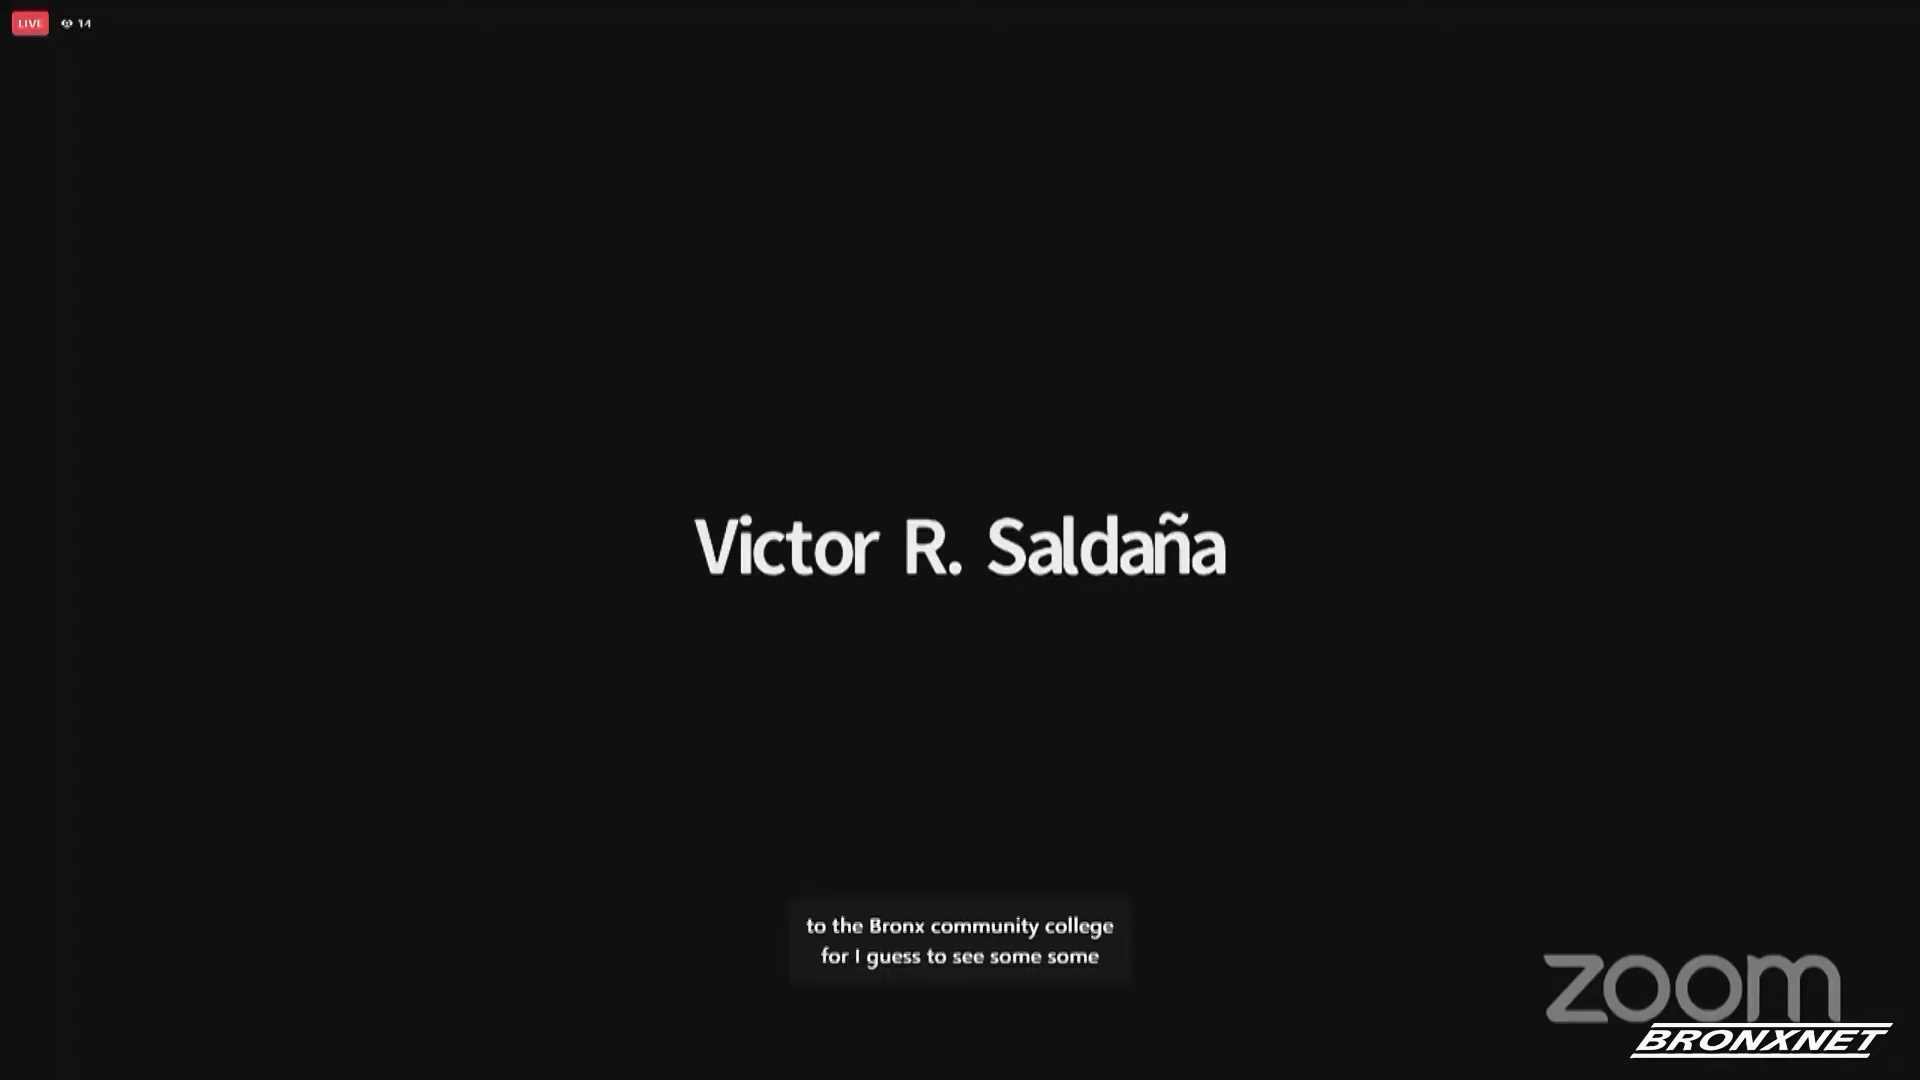 LIVE 14
Victor R. Saldaña
to the Bronx community college
for I guess to see some some
zoom
BRONXNET